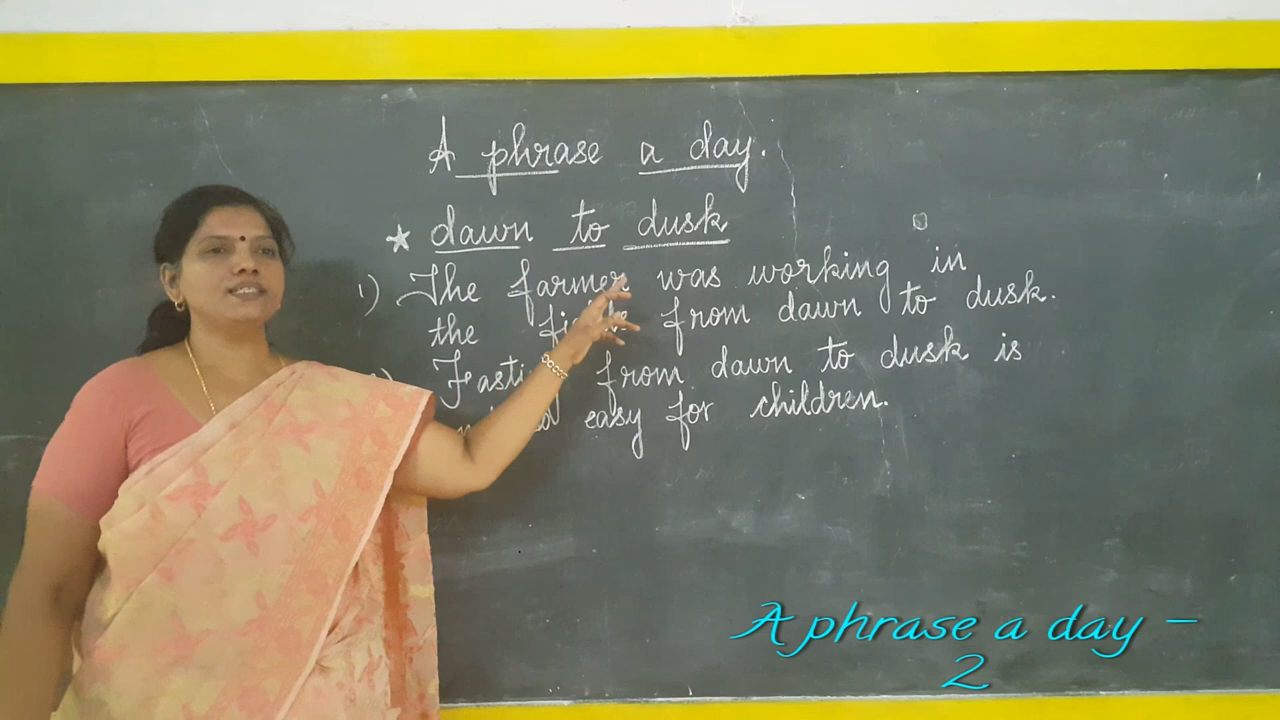 A phrase a day.
★ dawn to dusk
1) The farmer was working in
the from dawn to dusk.
from dawn to dusk is
easy for children.
A phrase a day –
2